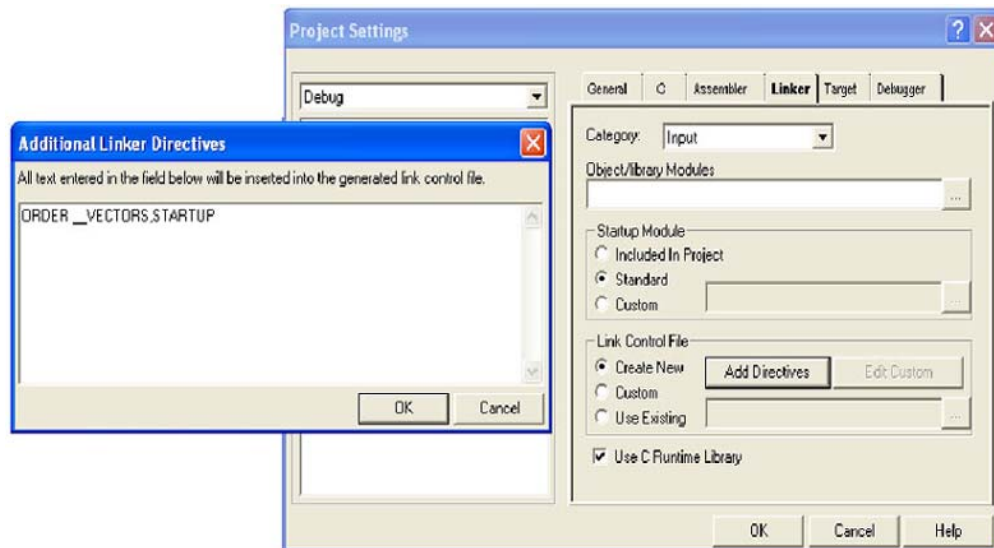 Project Settings
Debug
General C Assembler Linker Target Debugger
Category: Input
Object/library Modules
...
Startup Module
Included In Project
Standard
Custom
...
Link Control File
Create New Add Directives Edit Custom
Custom
Use Existing
...
Use C Runtime Library
OK Cancel Help
Additional Linker Directives
All text entered in the field below will be inserted into the generated link control file.
ORDER __VECTORS,STARTUP
OK Cancel